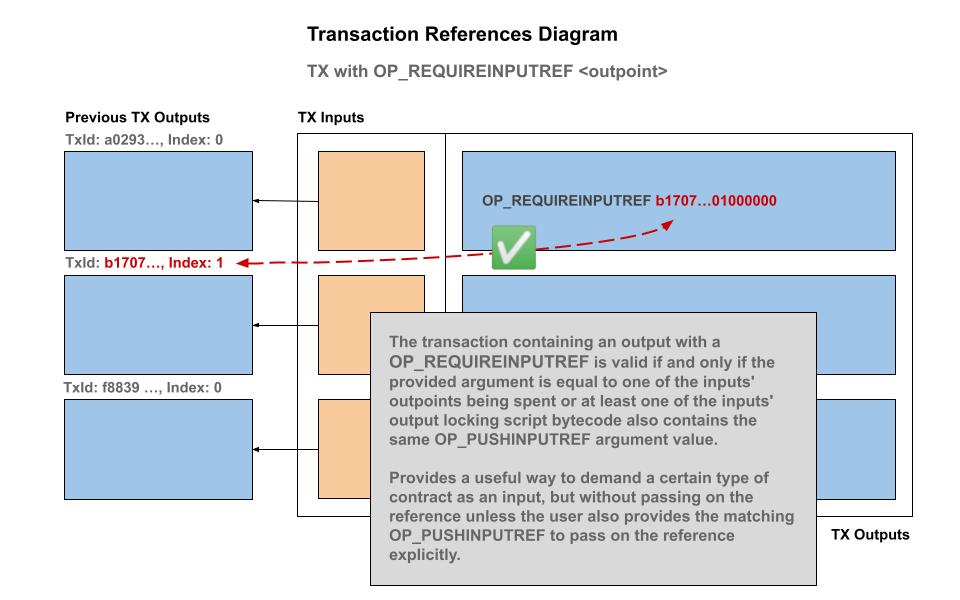 Transaction References Diagram
TX with OP_REQUIREINPUTREF <outpoint>
Previous TX Outputs
TX Inputs
TxId: a0293…, Index: 0
OP_REQUIREINPUTREF b1707…01000000
TxId: b1707…, Index: 1
The transaction containing an output with a
OP_REQUIREINPUTREF is valid if and only if the
provided argument is equal to one of the inputs'
outpoints being spent or at least one of the inputs'
output locking script bytecode also contains the
same OP_PUSHINPUTREF argument value.
TxId: f8839 …, Index: 0
Provides a useful way to demand a certain type of
contract as an input, but without passing on the
reference unless the user also provides the matching
OP_PUSHINPUTREF to pass on the reference
explicitly.
TX Outputs